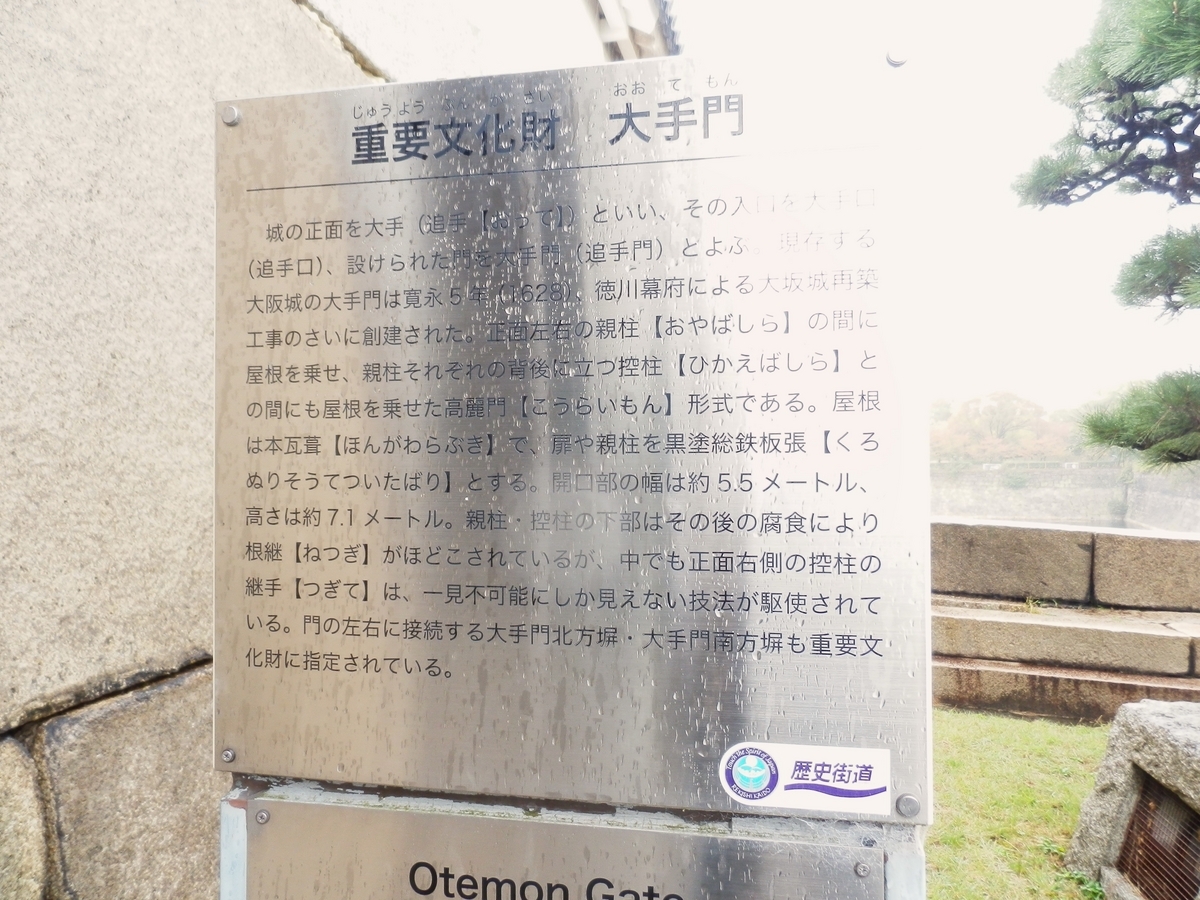 じゅうよう ぶん か ざい おお て もん
重要文化財 大手門
城の正面を大手（追手【おって】）といい、その入口を大手口
（追手口）、設けられた門を大手門（追手門）とよぶ。現存する
大阪城の大手門は寛永5年（1628）、徳川幕府による大坂城再築
工事のさいに創建された。正面左右の親柱【おやばしら】の間に
屋根を乗せ、親柱それぞれの背後に立つ控柱【ひかえばしら】と
の間にも屋根を乗せた高麗門【こうらいもん】形式である。屋根
は本瓦葺【ほんがわらぶき】で、扉や親柱を黒塗総鉄板張【くろ
ぬりそうてついたばり】とする。開口部の幅は約5.5メートル、
高さは約7.1メートル。親柱・控柱の下部はその後の腐食により
根継【ねつぎ】がほどこされているが、中でも正面右側の控柱の
継手【つぎて】は、一見不可能にしか見えない技法が駆使されて
いる。門の左右に接続する大手門北方塀・大手門南方塀も重要文
化財に指定されている。
歴史街道
REKISHI KAIDO
Otemon Gate